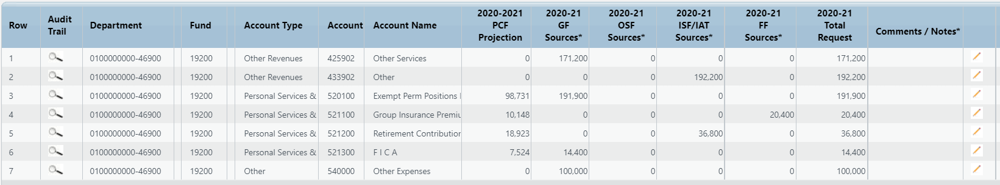 Row Audit Trail Department Fund Account Type Account Account Name 2020-2021 PCF Projection 2020-21 GF Sources* 2020-21 OSF Sources* 2020-21 ISF/IAT Sources* 2020-21 FF Sources* 2020-21 Total Request Comments / Notes*
1 0100000000-46900 19200 Other Revenues 425902 Other Services 0 171,200 0 0 0 171,200
2 0100000000-46900 19200 Other Revenues 433902 Other 0 0 0 192,200 0 192,200
3 0100000000-46900 19200 Personal Services & 520100 Exempt Perm Positions 98,731 191,900 0 0 0 191,900
4 0100000000-46900 19200 Personal Services & 521100 Group Insurance Premiu 10,148 0 0 0 20,400 20,400
5 0100000000-46900 19200 Personal Services & 521200 Retirement Contribution 18,923 0 0 36,800 0 36,800
6 0100000000-46900 19200 Personal Services & 521300 F I C A 7,524 14,400 0 0 0 14,400
7 0100000000-46900 19200 Other 540000 Other Expenses 0 100,000 0 0 0 100,000